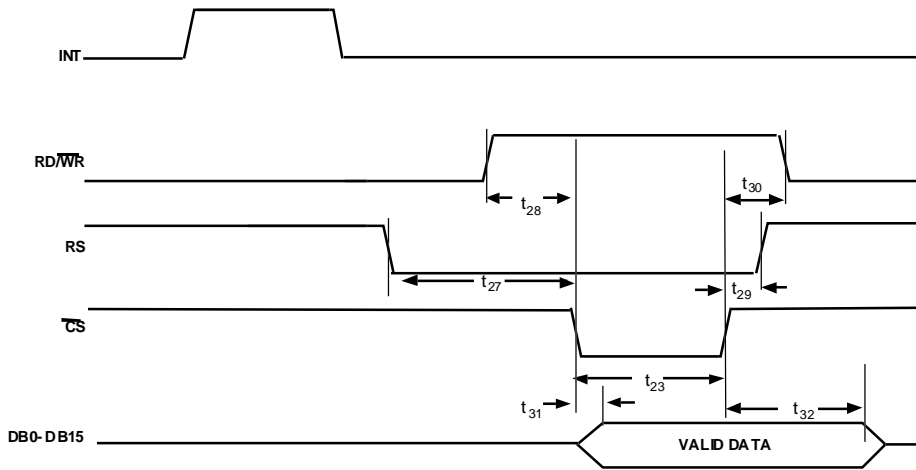 INT
RD/WR
t30
t28
RS
t27
t29
CS
t23
t31
t32
DB0-DB15
VALID DATA